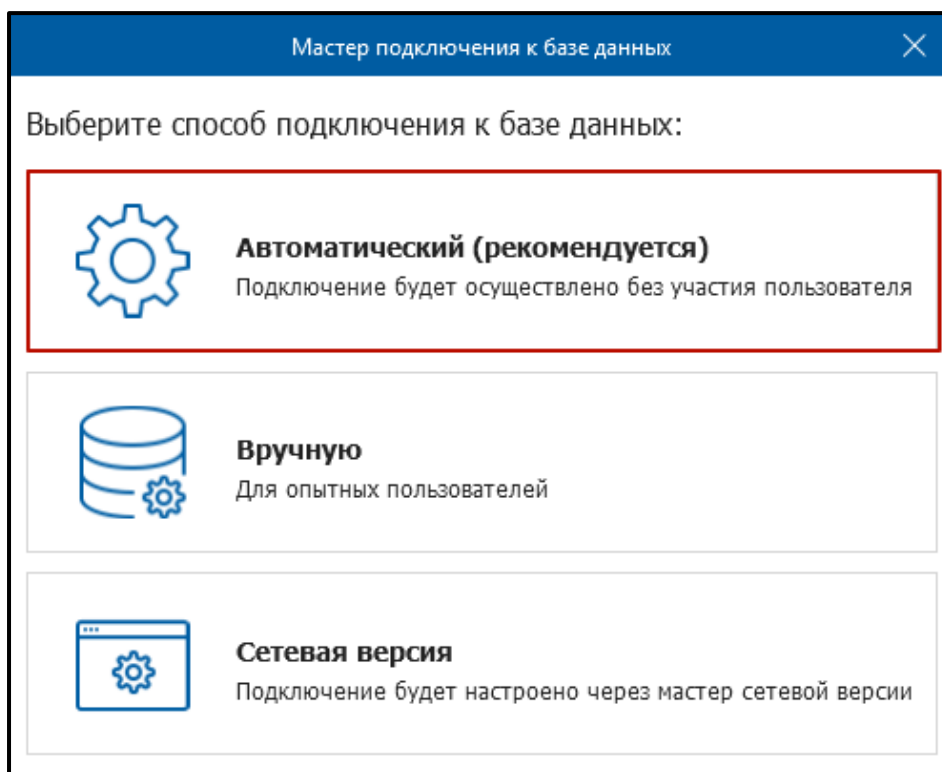 Мастер подключения к базе данных
Выберите способ подключения к базе данных:
Автоматический (рекомендуется)
Подключение будет осуществлено без участия пользователя
Вручную
Для опытных пользователей
Сетевая версия
Подключение будет настроено через мастер сетевой версии